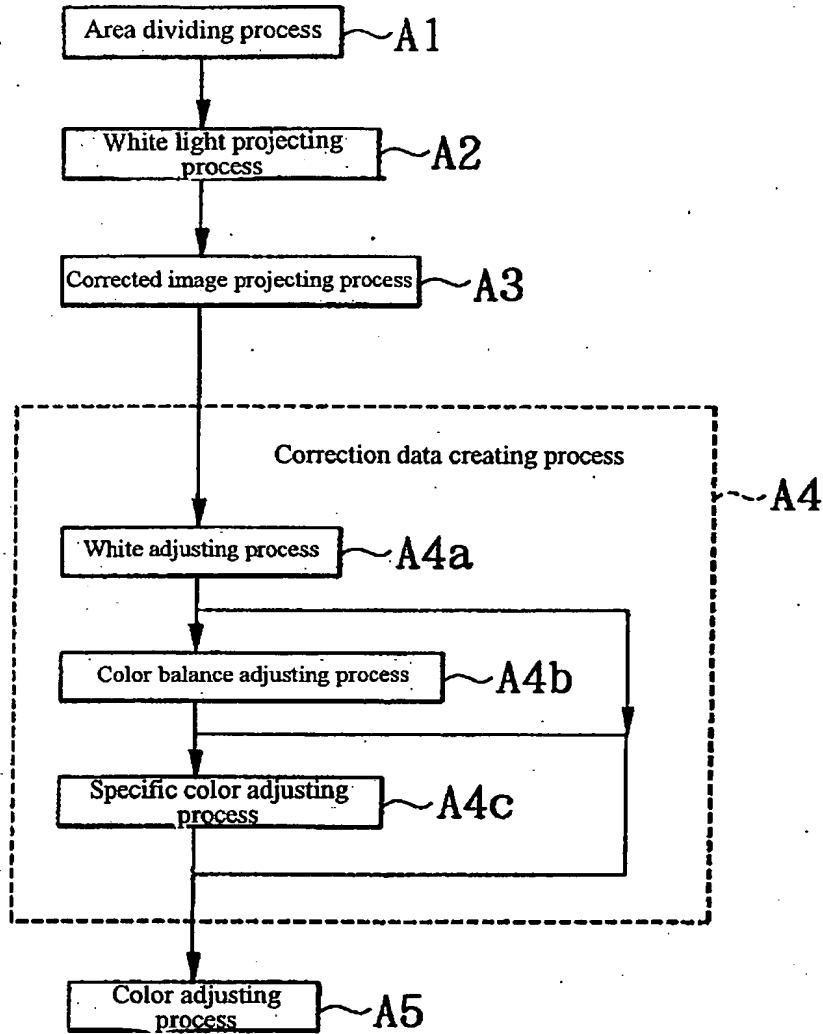 Area dividing process
A1
White light projecting
process
A2
Corrected image projecting process
A3
Correction data creating process
A4
White adjusting process
A4a
Color balance adjusting process
A4b
Specific color adjusting
process
A4c
Color adjusting
process
A5